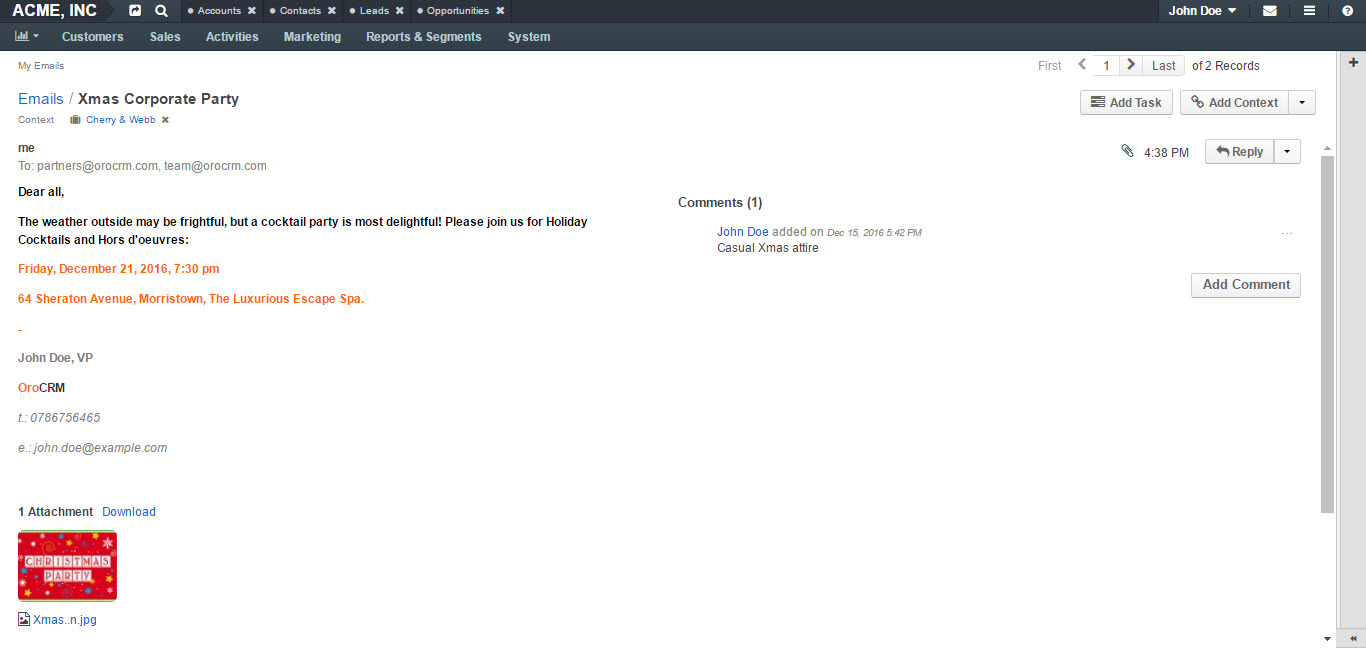 ACME, INC
Accounts Contacts Leads Opportunities
John Doe
Customers Sales Activities Marketing Reports & Segments System
My Emails
First 1 Last of 2 Records
Emails / Xmas Corporate Party
Add Task Add Context
Context Cherry & Webb
me
To: partners@orocrm.com, team@orocrm.com
4:38 PM Reply
Dear all,
The weather outside may be frightful, but a cocktail party is most delightful! Please join us for Holiday
Cocktails and Hors d'oeuvres:
Friday, December 21, 2016, 7:30 pm
64 Sheraton Avenue, Morristown, The Luxurious Escape Spa.
-
John Doe, VP
OroCRM
t.: 0786756465
e.: john.doe@example.com
Comments (1)
John Doe added on Dec 15, 2016 5:42 PM
...
Casual Xmas attire
Add Comment
1 Attachment Download
CHRISTMAS
PARTY
Xmas..n.jpg